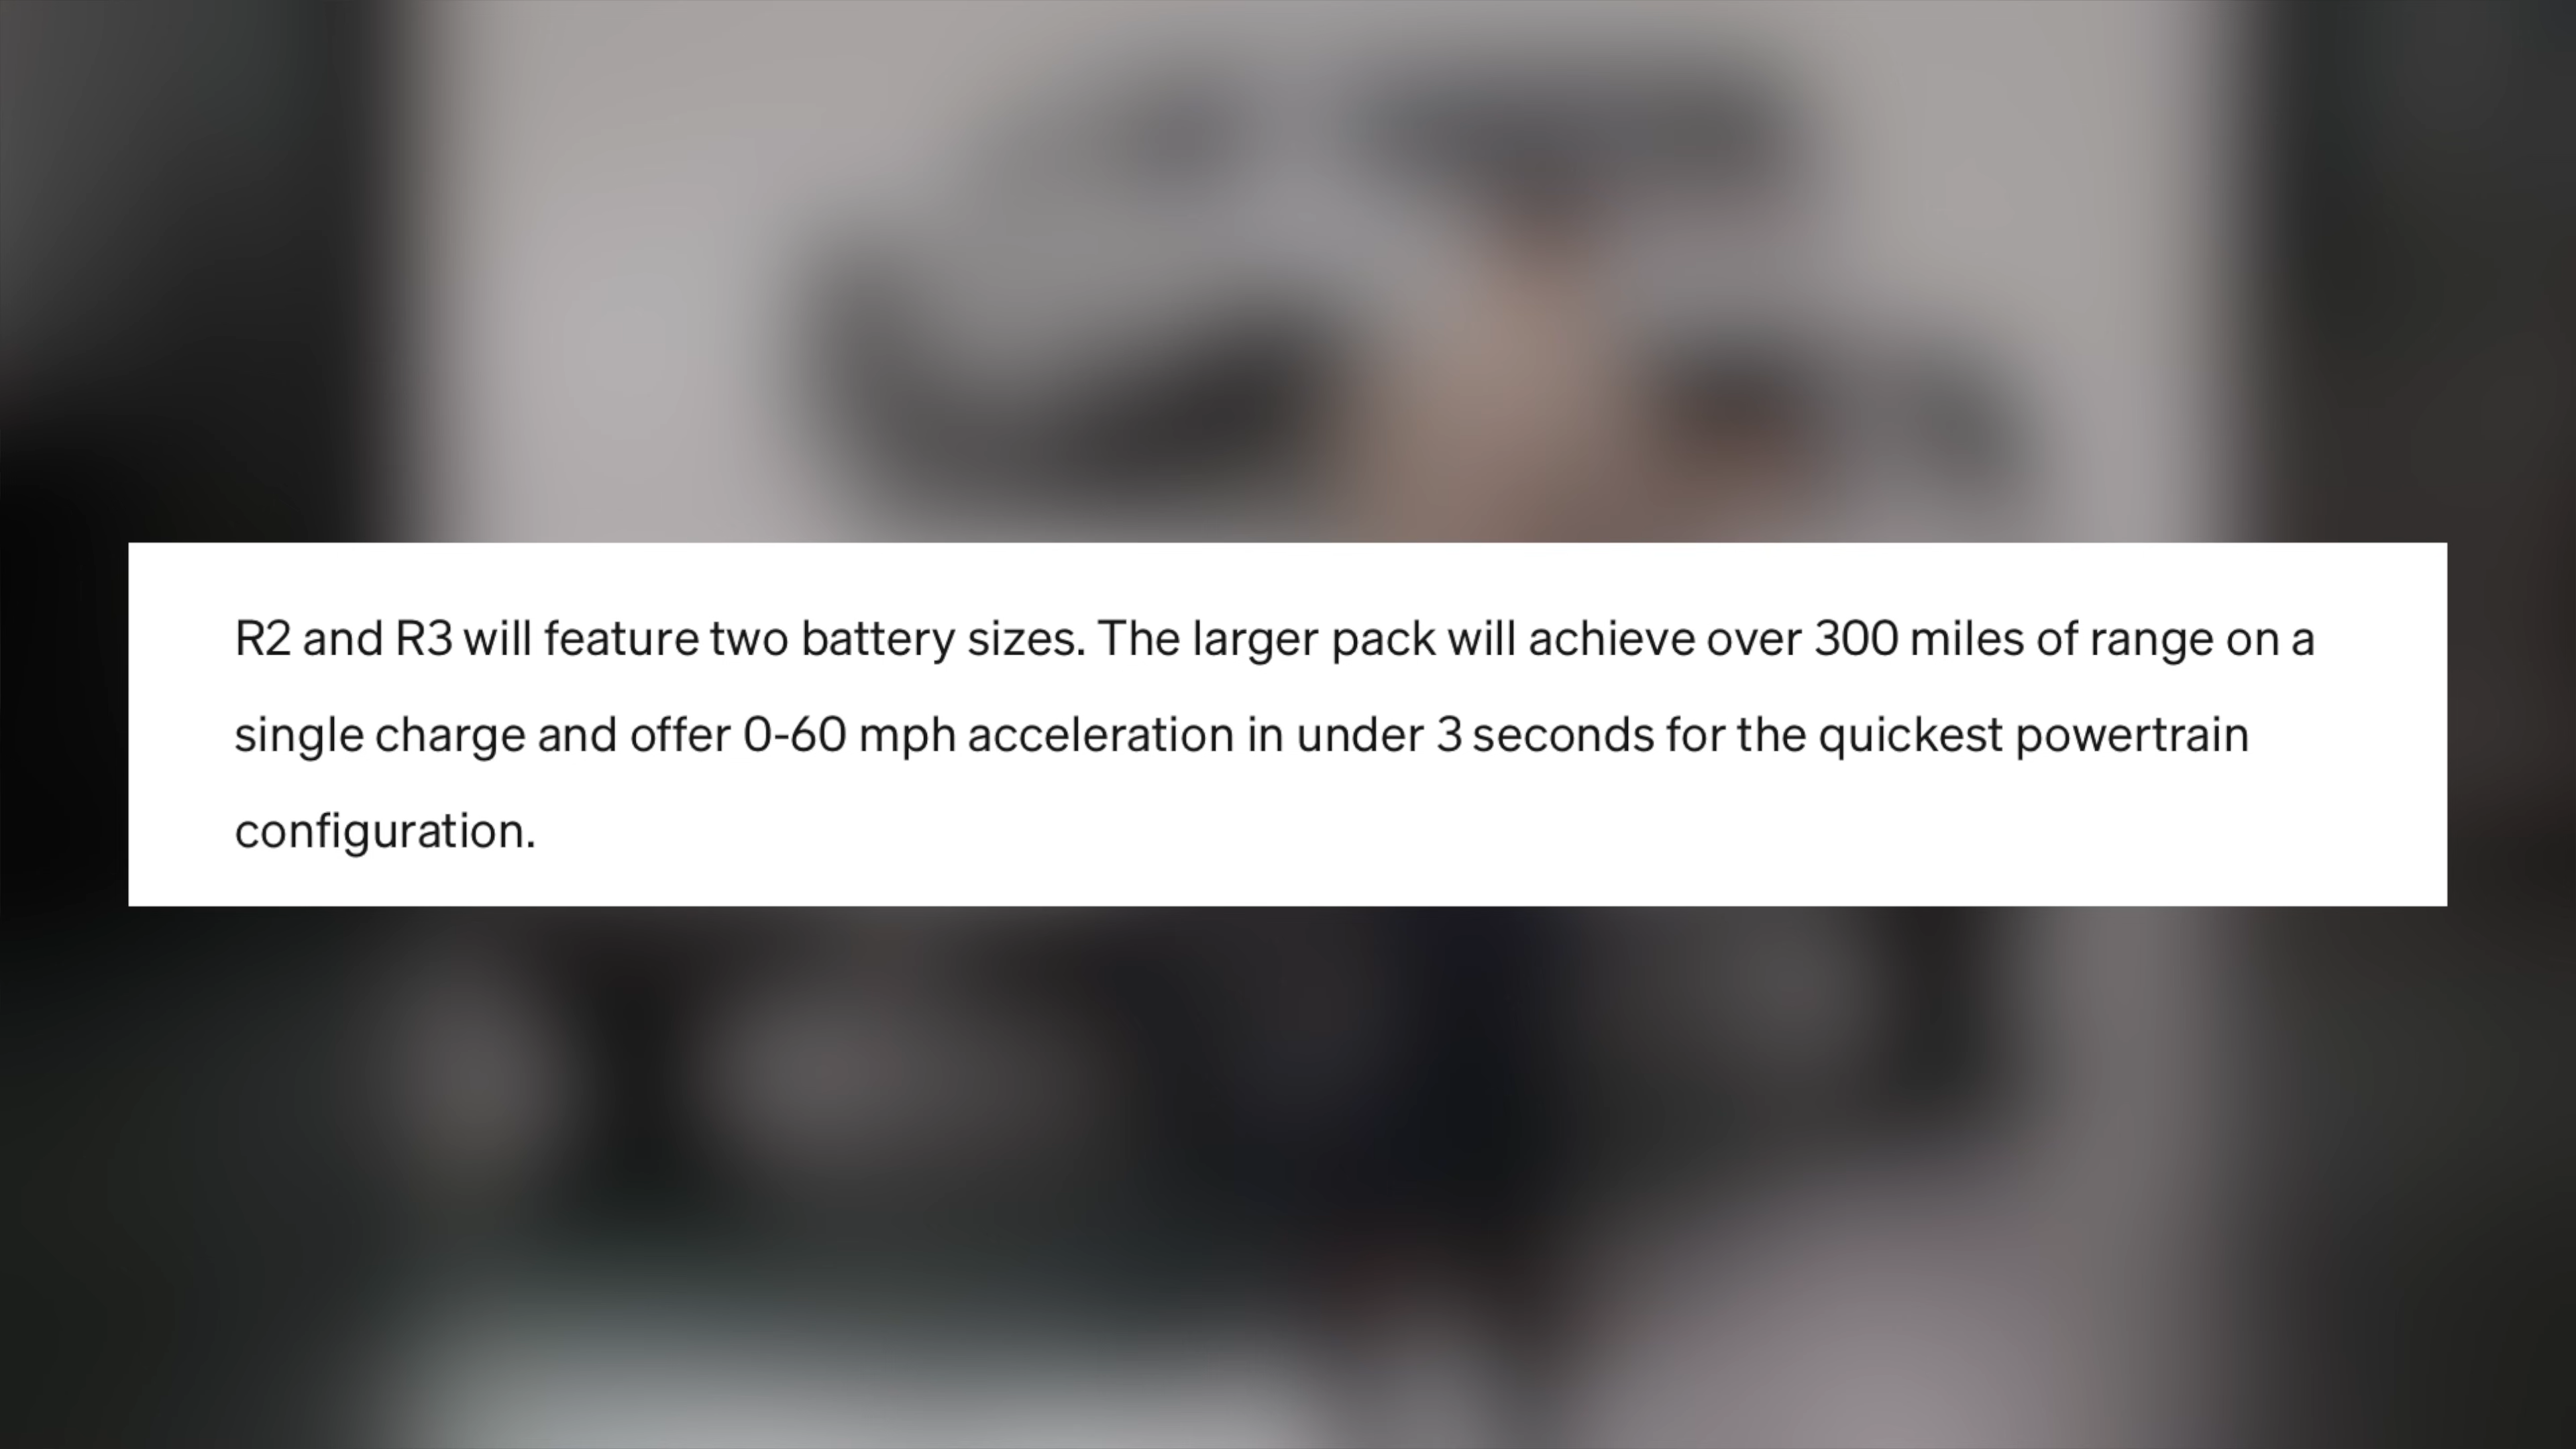 R2 and R3 will feature two battery sizes. The larger pack will achieve over 300 miles of range on a
single charge and offer 0-60 mph acceleration in under 3 seconds for the quickest powertrain
configuration.